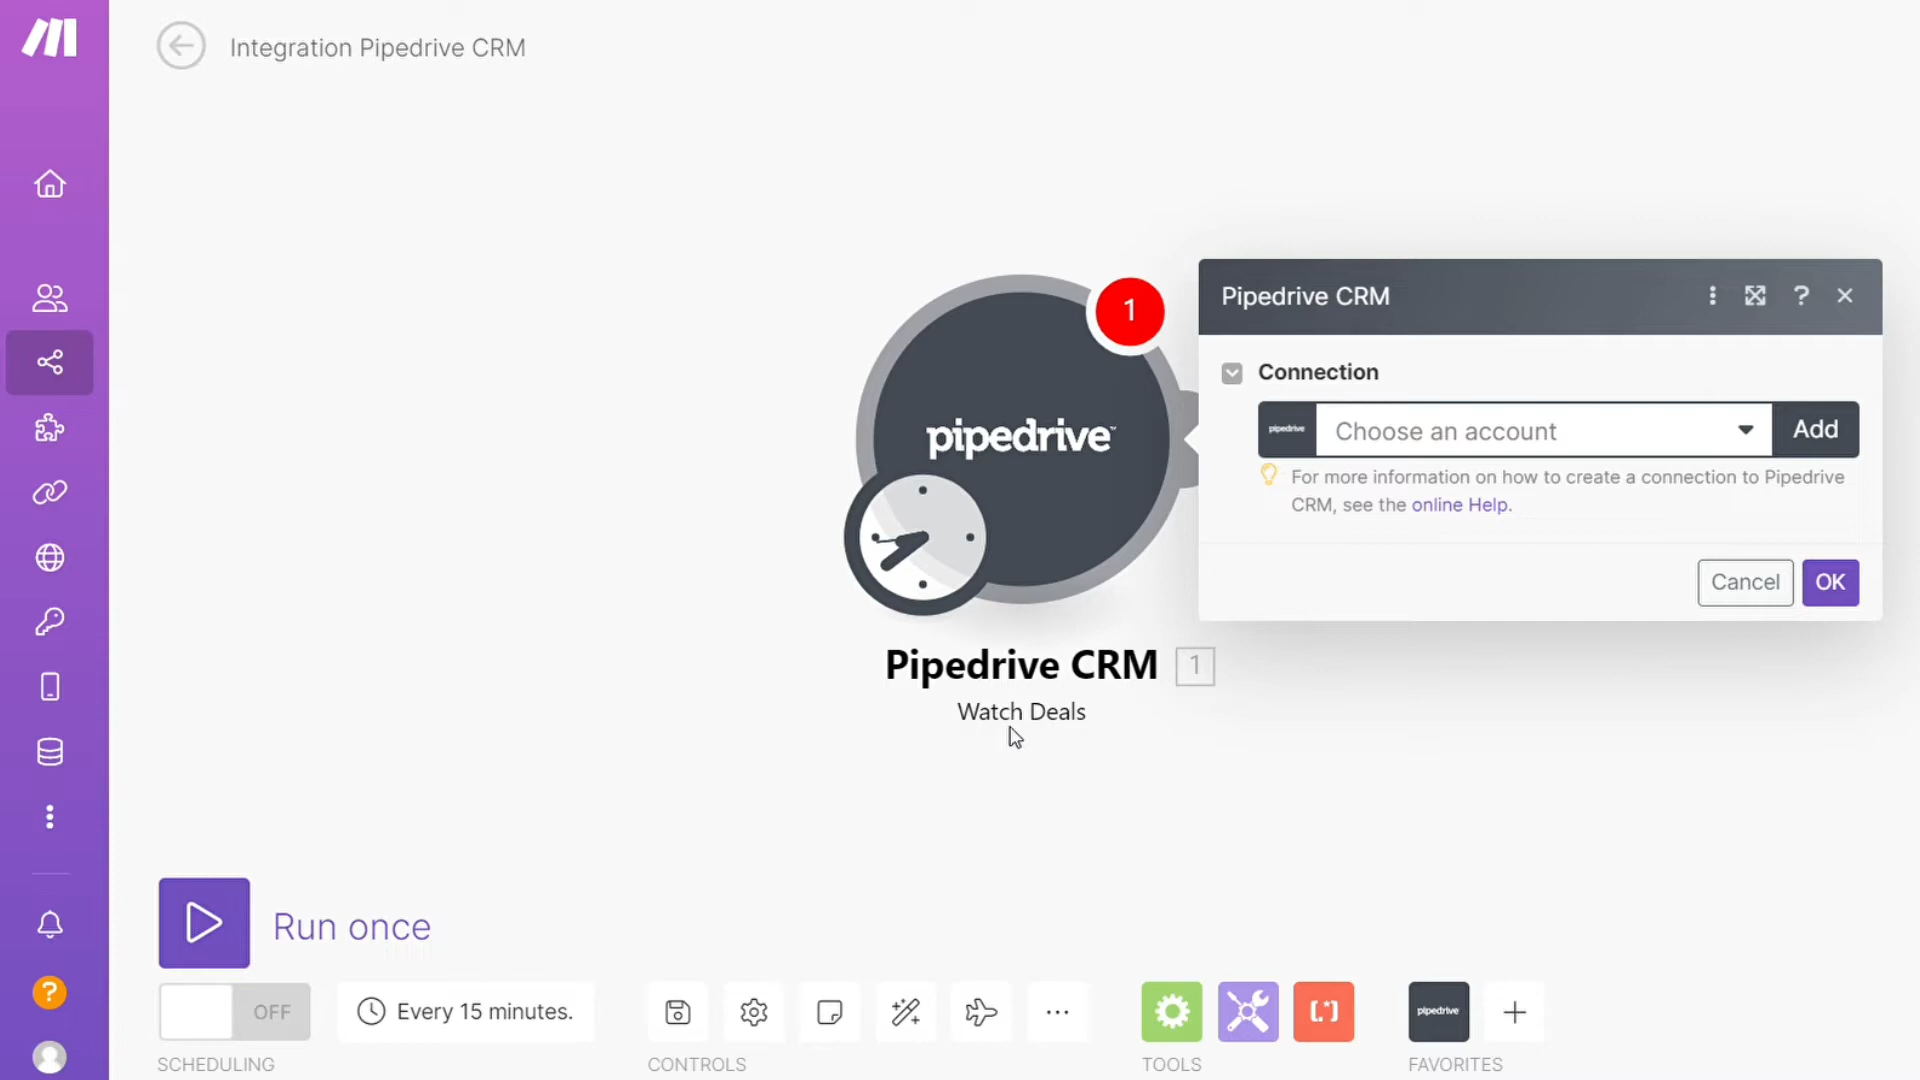 Integration Pipedrive CRM
1
pipedrive™
Pipedrive CRM 1
Watch Deals
Pipedrive CRM ?
Connection
pipedrive Choose an account Add
For more information on how to create a connection to Pipedrive
CRM, see the online Help.
Cancel OK
Run once
OFF Every 15 minutes.
[.*] pipedrive
?
SCHEDULING CONTROLS TOOLS FAVORITES